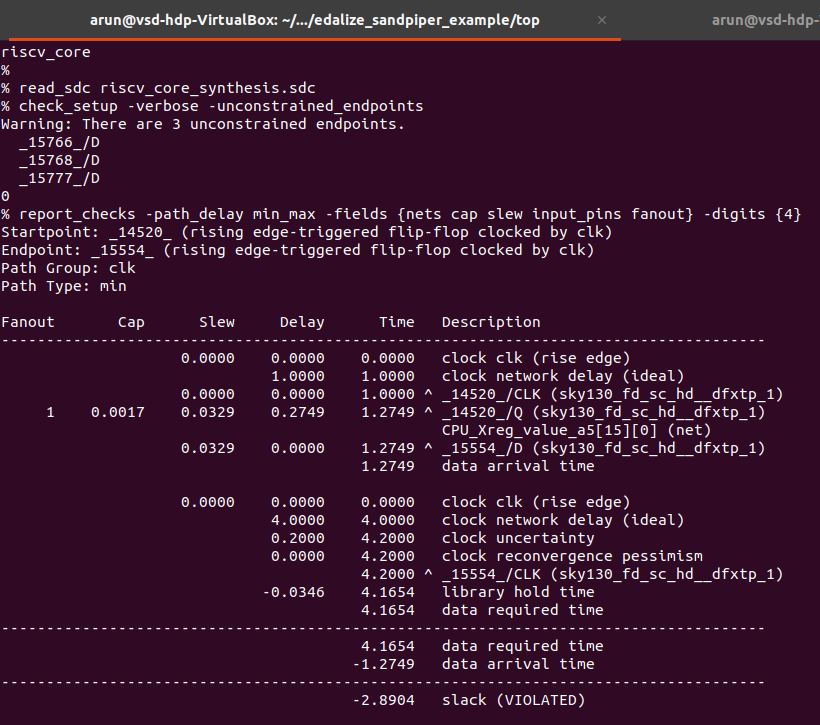 arun@vsd-hdp-VirtualBox: ~/.../edalize_sandpiper_example/top × arun@vsd-hdp-
riscv_core
%
% read_sdc riscv_core_synthesis.sdc
% check_setup -verbose -unconstrained_endpoints
Warning: There are 3 unconstrained endpoints.
  _15766_/D
  _15768_/D
  _15777_/D
0
% report_checks -path_delay min_max -fields {nets cap slew input_pins fanout} -digits {4}
Startpoint: _14520_ (rising edge-triggered flip-flop clocked by clk)
Endpoint: _15554_ (rising edge-triggered flip-flop clocked by clk)
Path Group: clk
Path Type: min
Fanout       Cap      Slew     Delay      Time   Description
-------------------------------------------------------------------------------------
                    0.0000    0.0000    0.0000   clock clk (rise edge)
                              1.0000    1.0000   clock network delay (ideal)
                    0.0000    0.0000    1.0000 ^ _14520_/CLK (sky130_fd_sc_hd__dfxtp_1)
     1    0.0017    0.0329    0.2749    1.2749 ^ _14520_/Q (sky130_fd_sc_hd__dfxtp_1)
                                                 CPU_Xreg_value_a5[15][0] (net)
                    0.0329    0.0000    1.2749 ^ _15554_/D (sky130_fd_sc_hd__dfxtp_1)
                                        1.2749   data arrival time
                    0.0000    0.0000    0.0000   clock clk (rise edge)
                              4.0000    4.0000   clock network delay (ideal)
                              0.2000    4.2000   clock uncertainty
                              0.0000    4.2000   clock reconvergence pessimism
                                        4.2000 ^ _15554_/CLK (sky130_fd_sc_hd__dfxtp_1)
                             -0.0346    4.1654   library hold time
                                        4.1654   data required time
-------------------------------------------------------------------------------------
                                        4.1654   data required time
                                       -1.2749   data arrival time
-------------------------------------------------------------------------------------
                                       -2.8904   slack (VIOLATED)